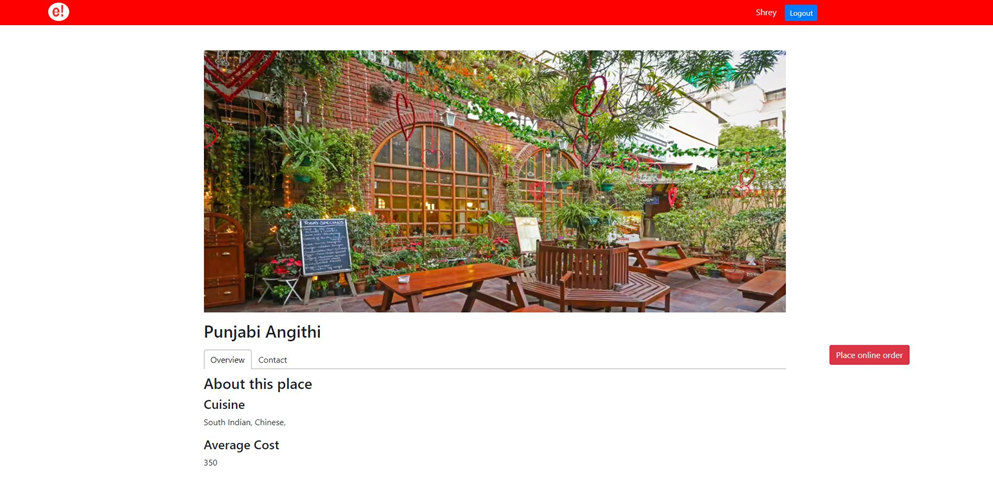 e!
Shrey
Logout
Punjabi Angithi
Overview
Contact
Place online order
About this place
Cuisine
South Indian, Chinese,
Average Cost
350